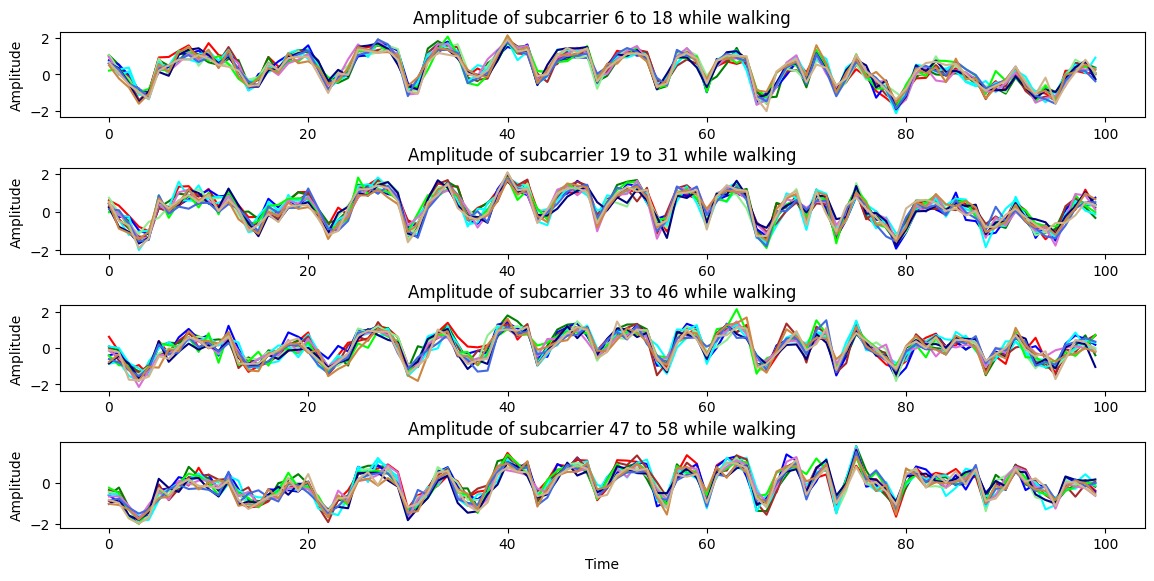 Amplitude of subcarrier 6 to 18 while walking
Amplitude
2
0
−2
0 20 40 60 80 100
Amplitude of subcarrier 19 to 31 while walking
Amplitude
2
0
−2
0 20 40 60 80 100
Amplitude of subcarrier 33 to 46 while walking
Amplitude
2
0
−2
0 20 40 60 80 100
Amplitude of subcarrier 47 to 58 while walking
Amplitude
0
−2
0 20 40 60 80 100
Time